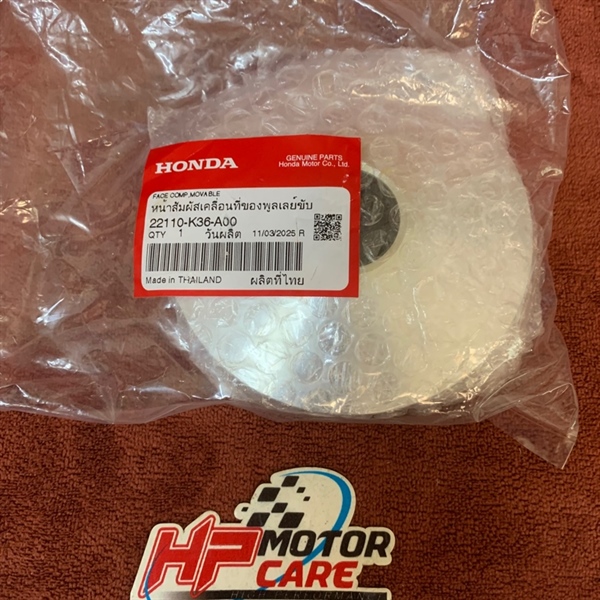 HONDA
GENUINE PARTS
Honda Motor Co., Ltd.
FACE COMP,MOVABLE
หน้าสัมผัสเคลื่อนที่ของพูลเลย์ขับ
22110-K36-A00
QTY 1 วันผลิต 11/03/2025 R
Made in THAILAND ผลิตที่ไทย
HP MOTOR
CARE
HIGH PERFORMANCE